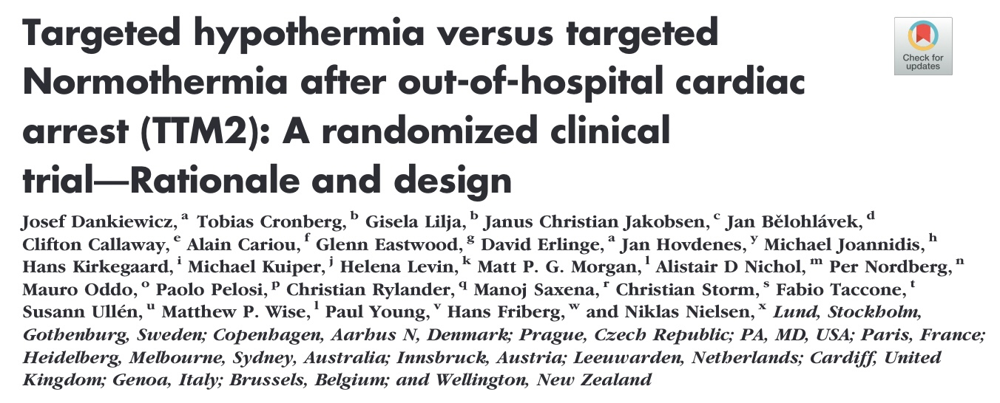 Targeted hypothermia versus targeted
Normothermia after out-of-hospital cardiac
arrest (TTM2): A randomized clinical
trial—Rationale and design
Check for
updates
Josef Dankiewicz, a Tobias Cronberg, b Gisela Lilja, b Janus Christian Jakobsen, c Jan Bělohlávek, d
Clifton Callaway, e Alain Cariou, f Glenn Eastwood, g David Erlinge, a Jan Hovdenes, y Michael Joannidis, h
Hans Kirkegaard, i Michael Kuiper, j Helena Levin, k Matt P. G. Morgan, l Alistair D Nichol, m Per Nordberg, n
Mauro Oddo, o Paolo Pelosi, p Christian Rylander, q Manoj Saxena, r Christian Storm, s Fabio Taccone, t
Susann Ullén, u Matthew P. Wise, l Paul Young, v Hans Friberg, w and Niklas Nielsen, x Lund, Stockholm,
Gothenburg, Sweden; Copenhagen, Aarhus N, Denmark; Prague, Czech Republic; PA, MD, USA; Paris, France;
Heidelberg, Melbourne, Sydney, Australia; Innsbruck, Austria; Leeuwarden, Netherlands; Cardiff, United
Kingdom; Genoa, Italy; Brussels, Belgium; and Wellington, New Zealand